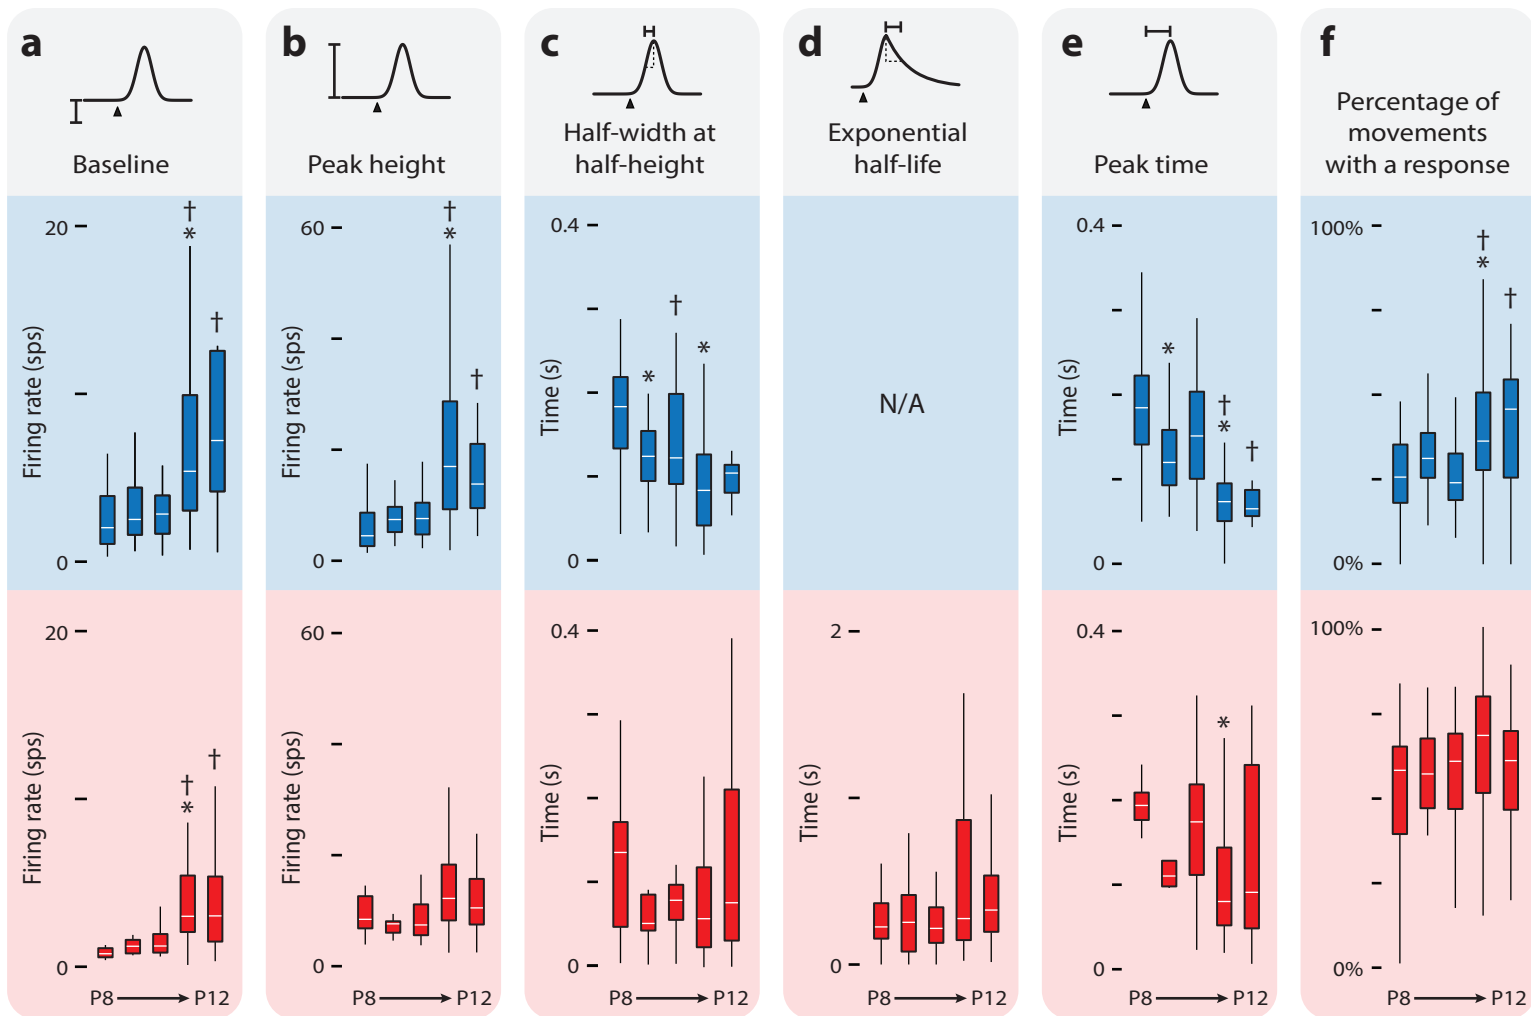 a
Baseline
b
Peak height
c
Half-width at
half-height
d
Exponential
half-life
e
Peak time
f
Percentage of
movements
with a response
Firing rate (sps)
20
0
†
*
†
Firing rate (sps)
60
0
†
*
†
Time (s)
0.4
0
*
†
*
N/A
Time (s)
0.4
0
*
†
*
†
100%
0%
†
*
†
Firing rate (sps)
20
0
†
*
†
P8 P12
Firing rate (sps)
60
0
P8 P12
Time (s)
0.4
0
P8 P12
Time (s)
2
0
P8 P12
Time (s)
0.4
0
*
P8 P12
100%
0%
P8 P12